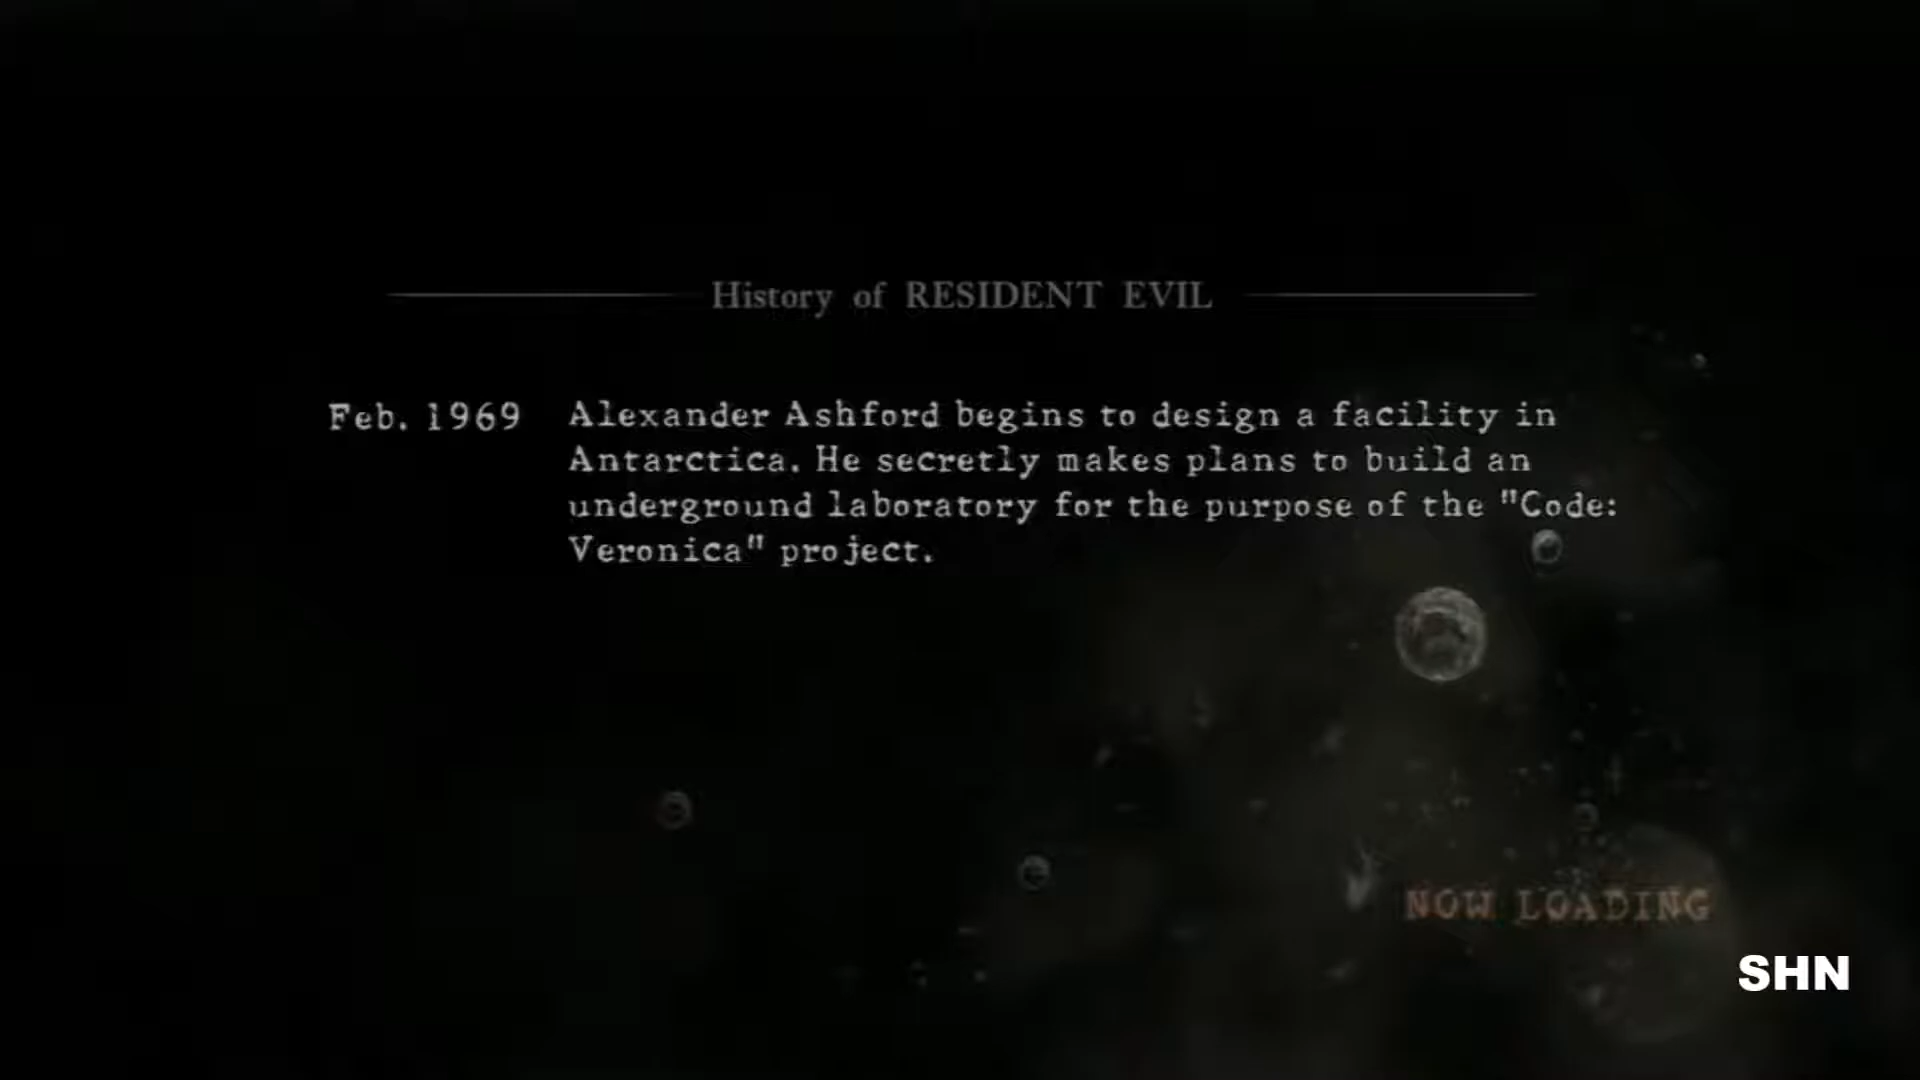 History of RESIDENT EVIL
Feb. 1969 Alexander Ashford begins to design a facility in
Antarctica. He secretly makes plans to build an
underground laboratory for the purpose of the "Code:
Veronica" project.
NOW LOADING
SHN